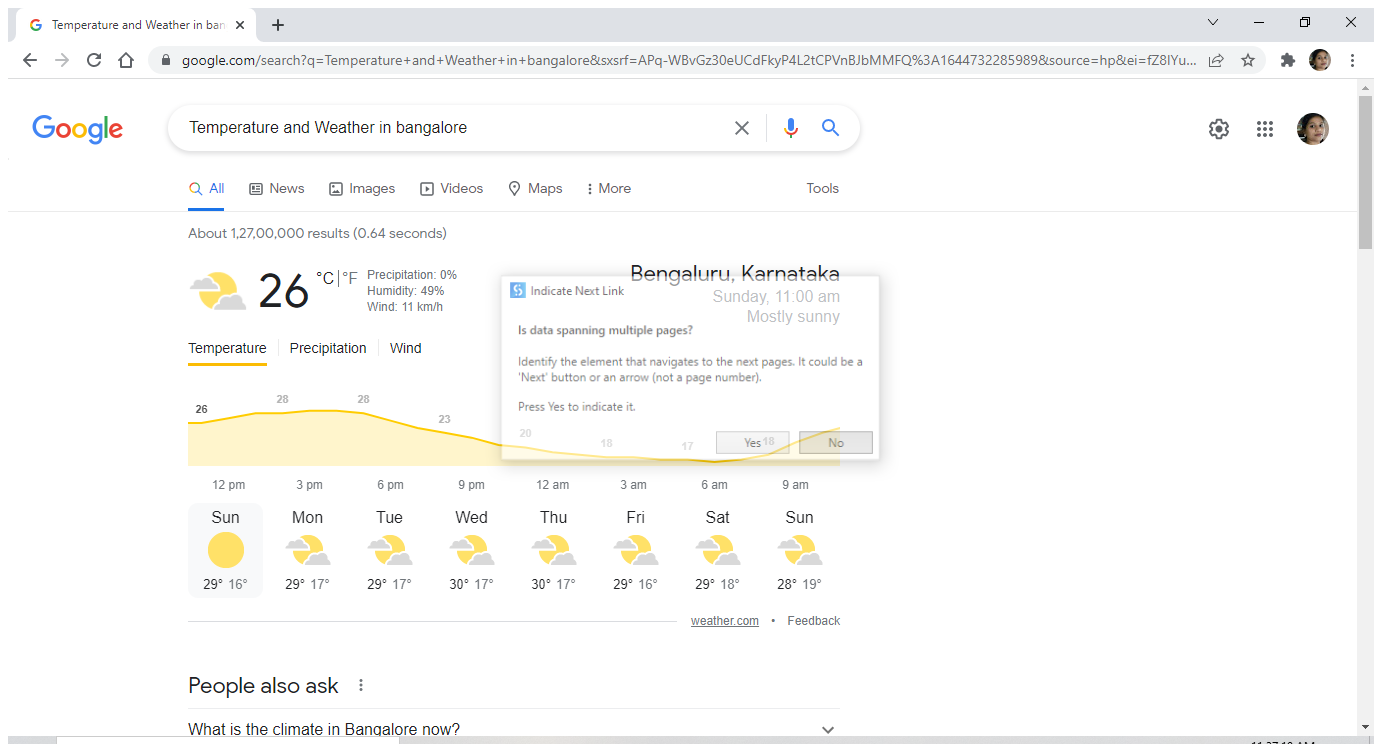 Temperature and Weather in ban
google.com/search?q=Temperature+and+Weather+in+bangalore&sxsrf=APq-WBvGz30eUCdFkyP4L2tCPVnBJbMMFQ%3A1644732285989&source=hp&ei=fZ8IYu...
Google
Temperature and Weather in bangalore
All News Images Videos Maps More Tools
About 1,27,00,000 results (0.64 seconds)
26 °C | °F
Precipitation: 0%
Humidity: 49%
Wind: 11 km/h
Bengaluru, Karnataka
Sunday, 11:00 am
Mostly sunny
Indicate Next Link
Is data spanning multiple pages?
Identify the element that navigates to the next pages. It could be a
'Next' button or an arrow (not a page number).
Press Yes to indicate it.
Yes No
Temperature Precipitation Wind
26 28 28 23 20 18 17 18
12 pm 3 pm 6 pm 9 pm 12 am 3 am 6 am 9 am
Sun Mon Tue Wed Thu Fri Sat Sun
29° 16° 29° 17° 29° 17° 30° 17° 30° 17° 29° 16° 29° 18° 28° 19°
weather.com • Feedback
People also ask
What is the climate in Bangalore now?